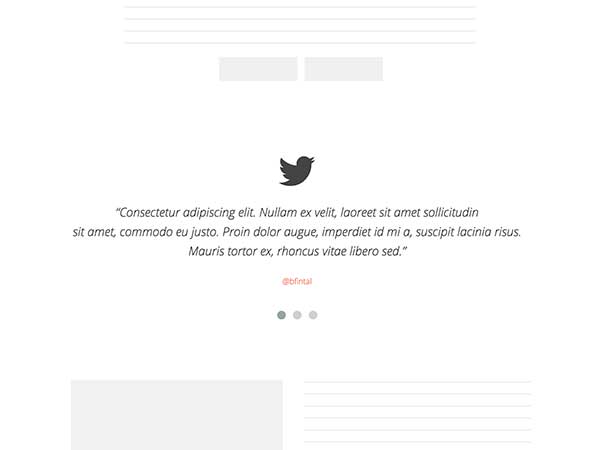 “Consectetur adipiscing elit. Nullam ex velit, laoreet sit amet sollicitudin
sit amet, commodo eu justo. Proin dolor augue, imperdiet id mi a, suscipit lacinia risus.
Mauris tortor ex, rhoncus vitae libero sed.”
@bfintal